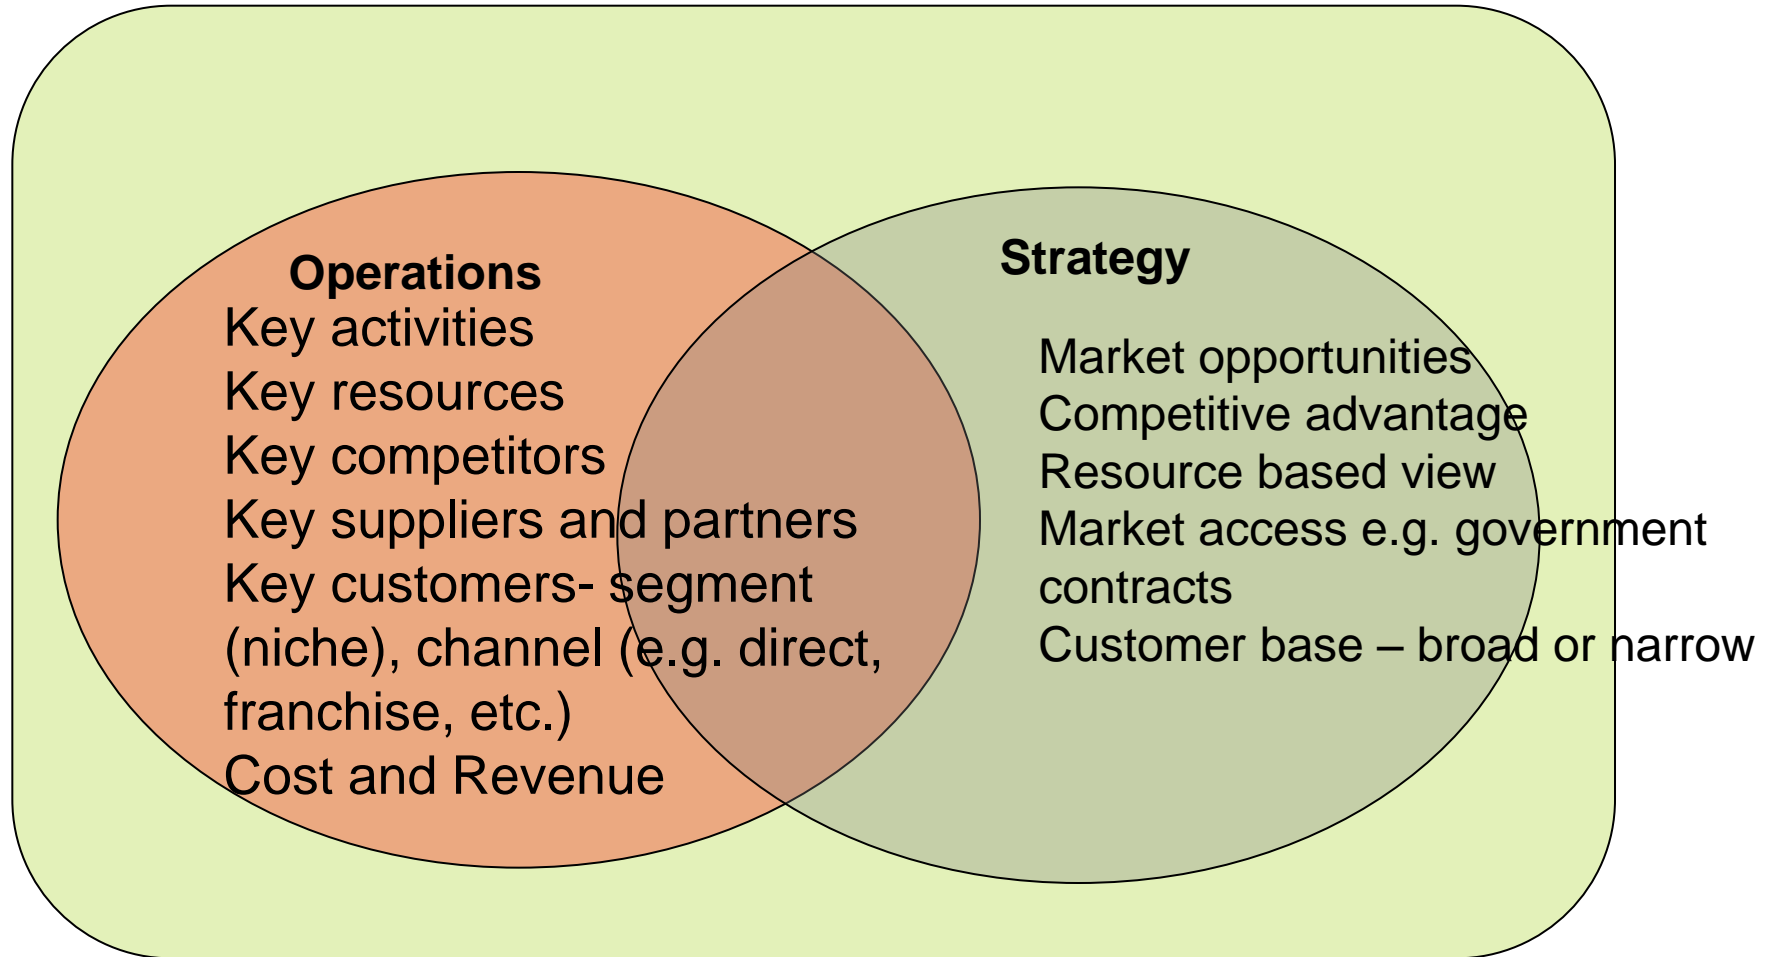 Operations
Key activities
Key resources
Key competitors
Key suppliers and partners
Key customers- segment
(niche), channel (e.g. direct,
franchise, etc.)
Cost and Revenue
Strategy
Market opportunities
Competitive advantage
Resource based view
Market access e.g. government
contracts
Customer base – broad or narrow